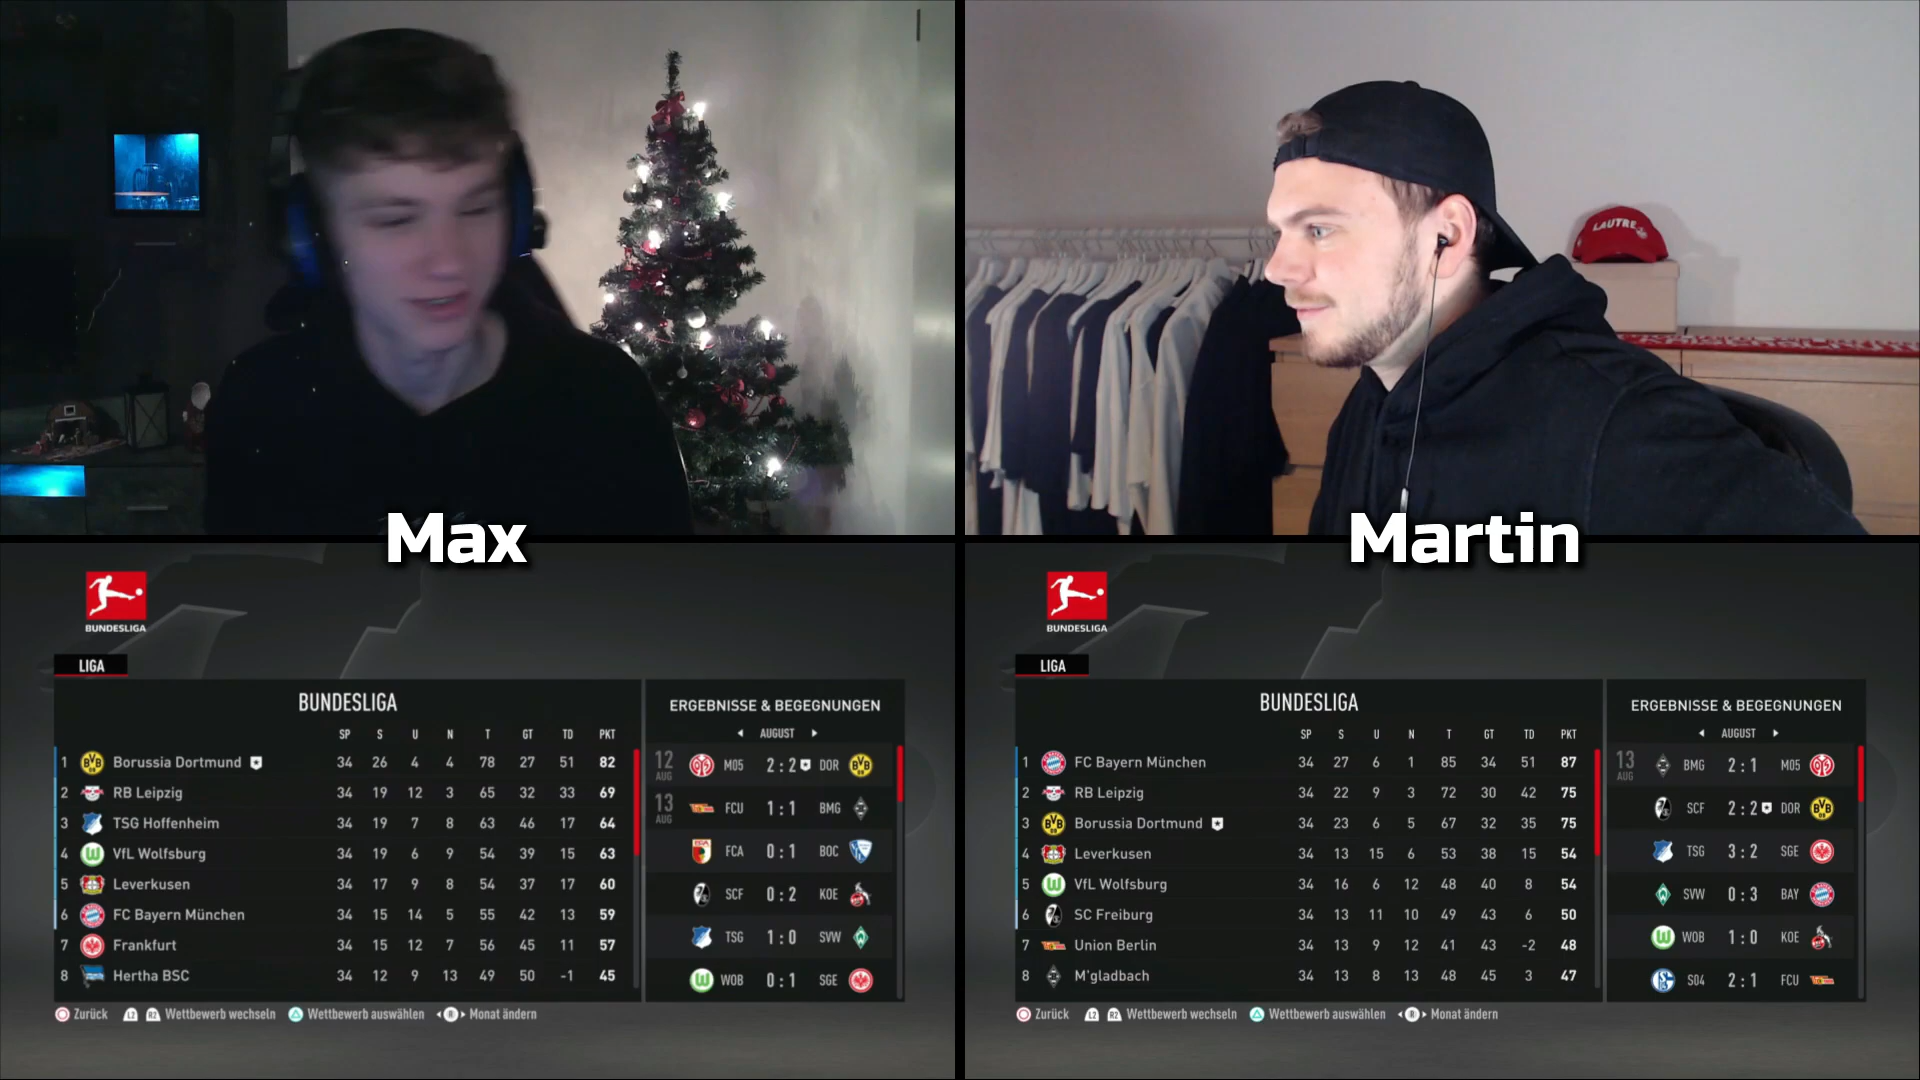 LAUTRE
Max
Martin
BUNDESLIGA
LIGA
BUNDESLIGA
SP S U N T GT TD PKT
1 Borussia Dortmund 34 26 4 4 78 27 51 82
2 RB Leipzig 34 19 12 3 65 32 33 69
3 TSG Hoffenheim 34 19 7 8 63 46 17 64
4 VfL Wolfsburg 34 19 6 9 54 39 15 63
5 Leverkusen 34 17 9 8 54 37 17 60
6 FC Bayern München 34 15 14 5 55 42 13 59
7 Frankfurt 34 15 12 7 56 45 11 57
8 Hertha BSC 34 12 9 13 49 50 -1 45
ERGEBNISSE & BEGEGNUNGEN
AUGUST
12 AUG M05 2:2 DOR
13 AUG FCU 1:1 BMG
FCA 0:1 BOC
SCF 0:2 KOE
TSG 1:0 SVW
WOB 0:1 SGE
Zurück L2 R2 Wettbewerb wechseln Wettbewerb auswählen R Monat ändern
BUNDESLIGA
LIGA
BUNDESLIGA
SP S U N T GT TD PKT
1 FC Bayern München 34 27 6 1 85 34 51 87
2 RB Leipzig 34 22 9 3 72 30 42 75
3 Borussia Dortmund 34 23 6 5 67 32 35 75
4 Leverkusen 34 13 15 6 53 38 15 54
5 VfL Wolfsburg 34 16 6 12 48 40 8 54
6 SC Freiburg 34 13 11 10 49 43 6 50
7 Union Berlin 34 13 9 12 41 43 -2 48
8 M'gladbach 34 13 8 13 48 45 3 47
ERGEBNISSE & BEGEGNUNGEN
AUGUST
13 AUG BMG 2:1 M05
SCF 2:2 DOR
TSG 3:2 SGE
SVW 0:3 BAY
WOB 1:0 KOE
S04 2:1 FCU
Zurück L2 R2 Wettbewerb wechseln Wettbewerb auswählen R Monat ändern